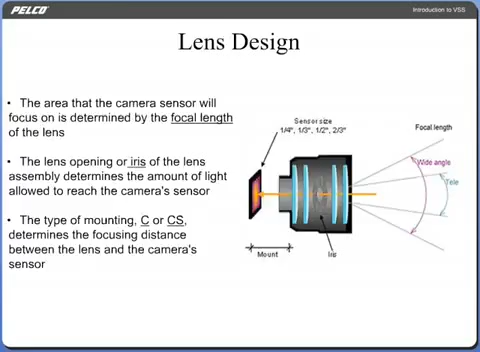 PELCO
Introduction to VSS
Lens Design
• The area that the camera sensor will
focus on is determined by the focal length
of the lens
• The lens opening or iris of the lens
assembly determines the amount of light
allowed to reach the camera's sensor
• The type of mounting, C or CS,
determines the focusing distance
between the lens and the camera's
sensor
Sensor size
1/4", 1/3", 1/2", 2/3"
Focal length
Wide angle
Tele
Mount
Iris